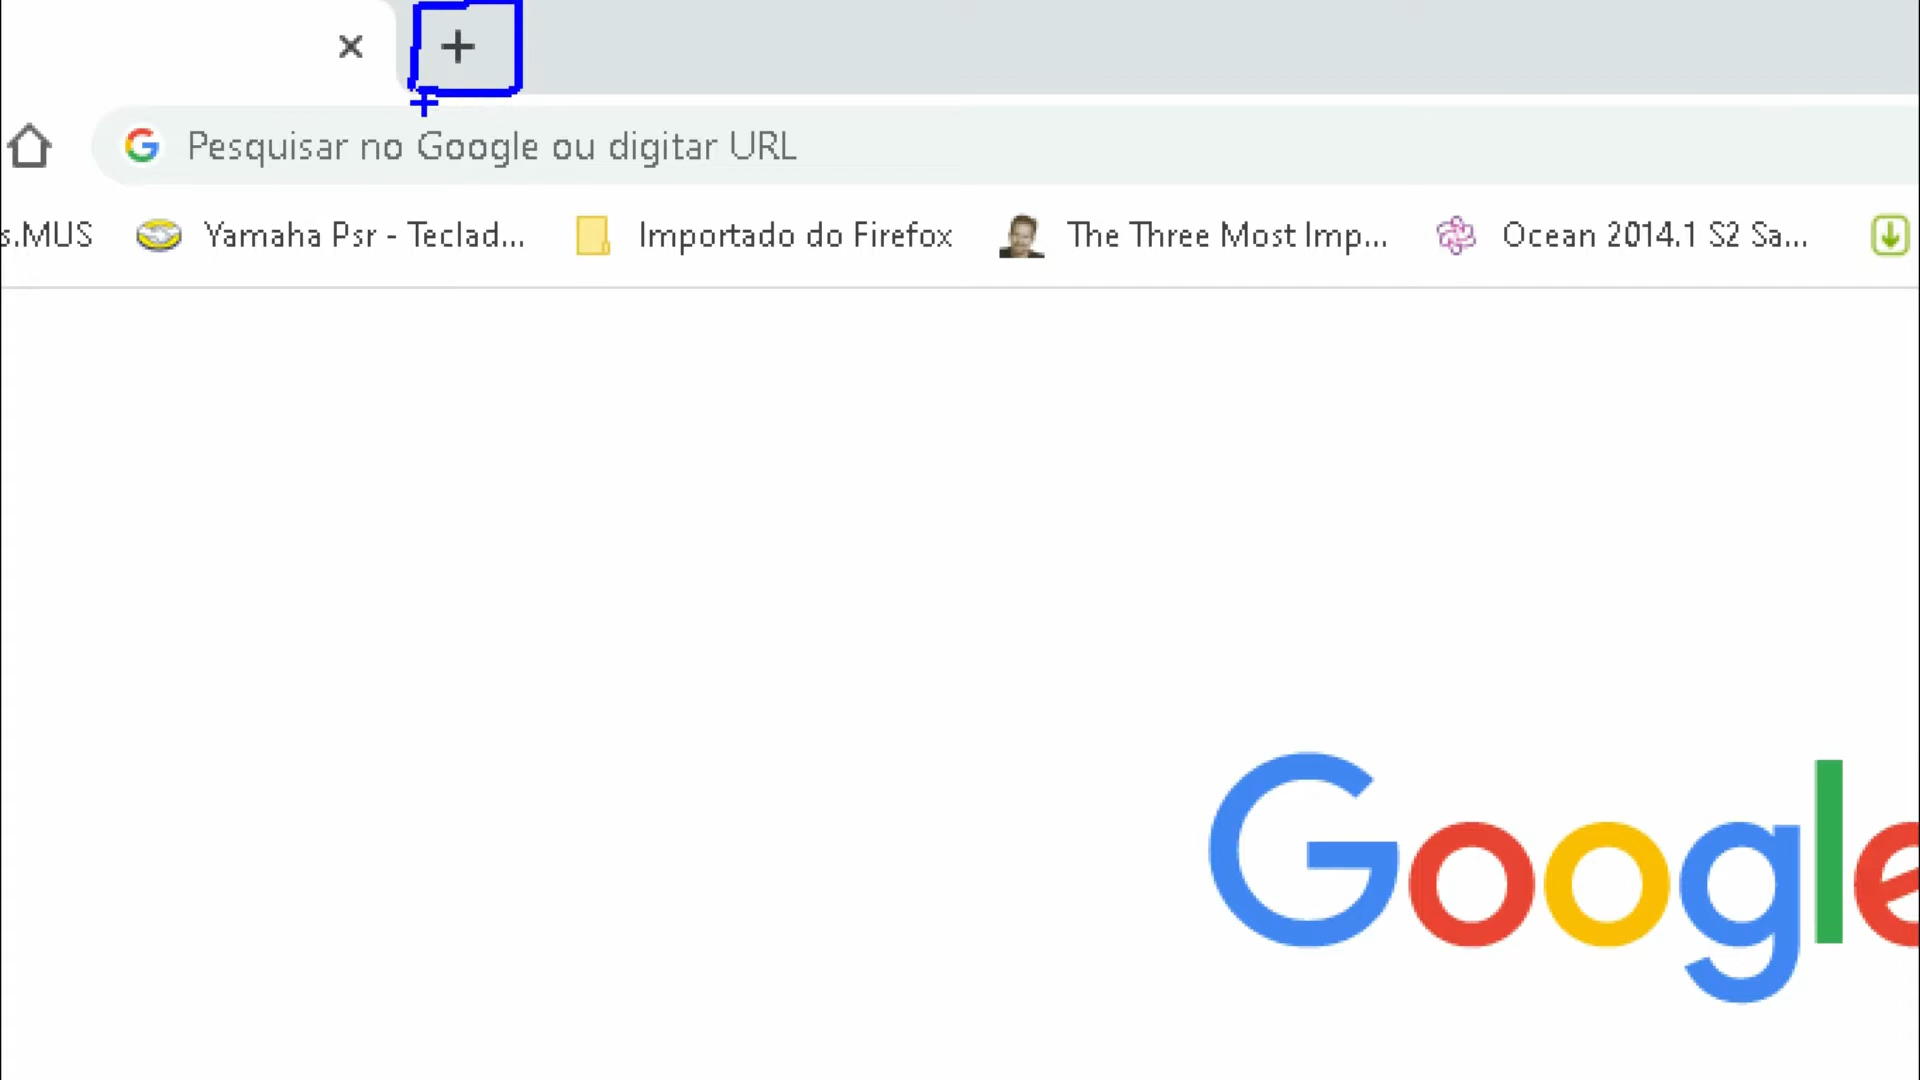 Pesquisar no Google ou digitar URL
s.MUS Yamaha Psr - Teclad... Importado do Firefox The Three Most Imp... Ocean 2014.1 S2 Sa...
Google